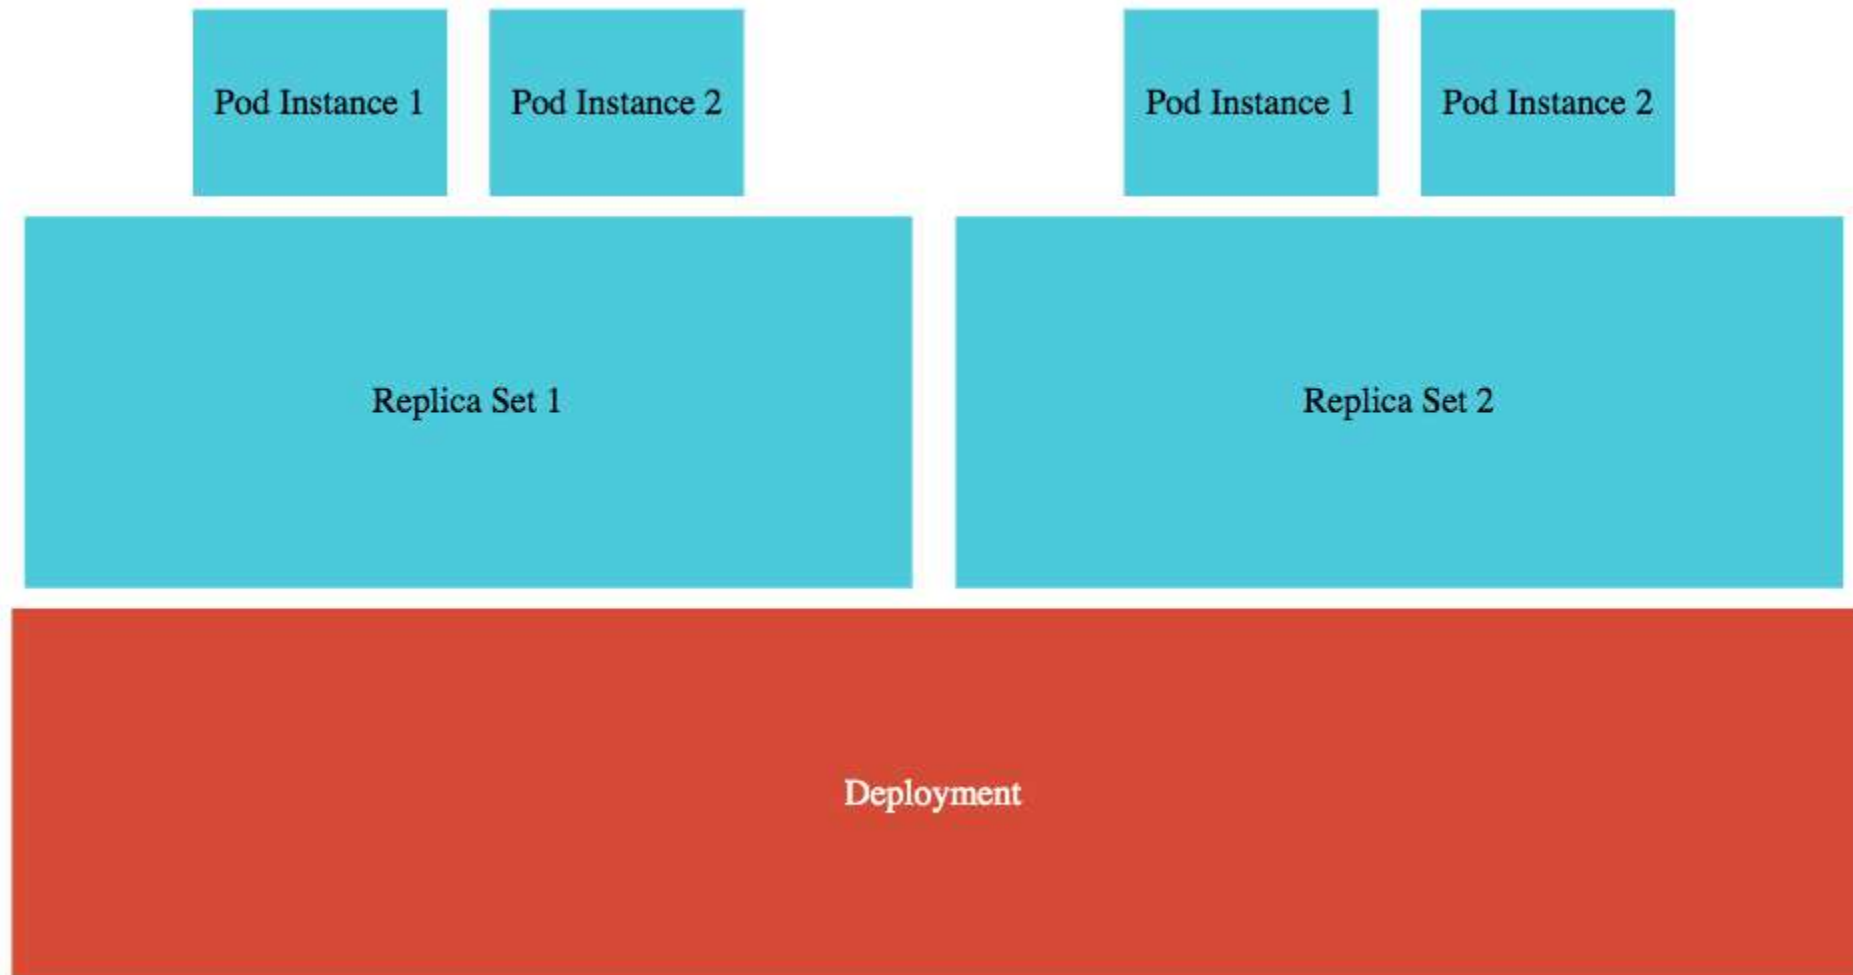 Pod Instance 1
Pod Instance 2
Pod Instance 1
Pod Instance 2
Replica Set 1
Replica Set 2
Deployment